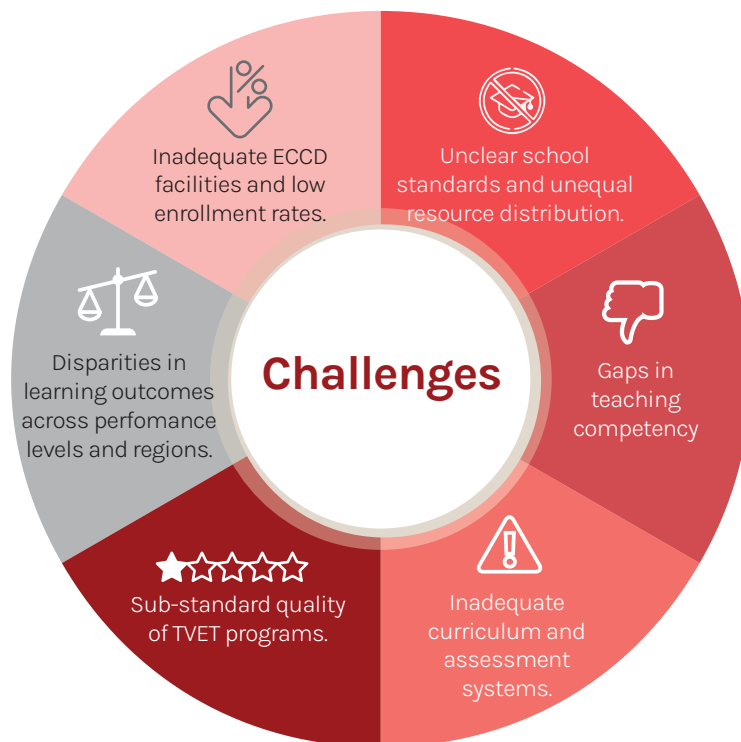 Challenges
Unclear school
standards and unequal
resource distribution.
Gaps in
teaching
competency
Inadequate
curriculum and
assessment
systems.
Sub-standard quality
of TVET programs.
Disparities in
learning outcomes
across perfomance
levels and regions.
Inadequate ECCD
facilities and low
enrollment rates.
%